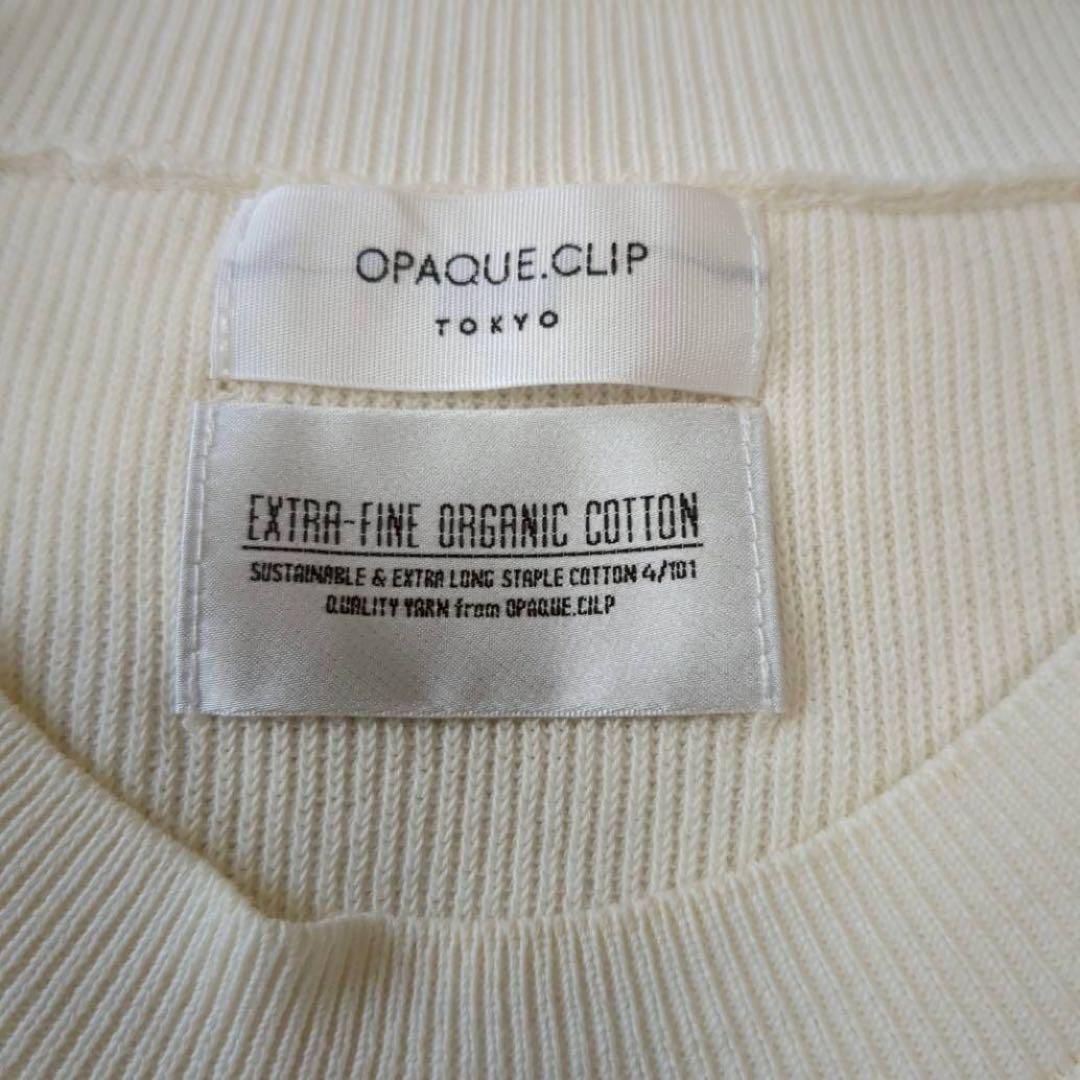 OPAQUE.CLIP
TOKYO
EXTRA-FINE ORGANIC COTTON
SUSTAINABLE & EXTRA LONG STAPLE COTTON 4/101
QUALITY YARN from OPAQUE.CILP